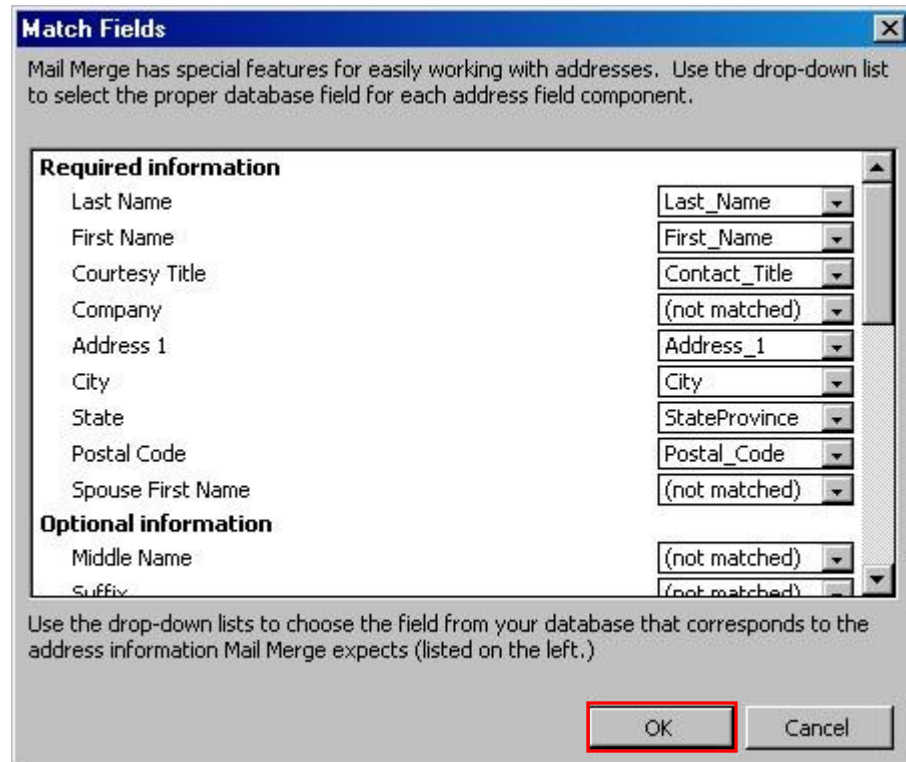 Match Fields
Mail Merge has special features for easily working with addresses. Use the drop-down list
to select the proper database field for each address field component.
Required information
Last Name Last_Name
First Name First_Name
Courtesy Title Contact_Title
Company (not matched)
Address 1 Address_1
City City
State StateProvince
Postal Code Postal_Code
Spouse First Name (not matched)
Optional information
Middle Name (not matched)
Suffix (not matched)
Use the drop-down lists to choose the field from your database that corresponds to the
address information Mail Merge expects (listed on the left.)
OK Cancel